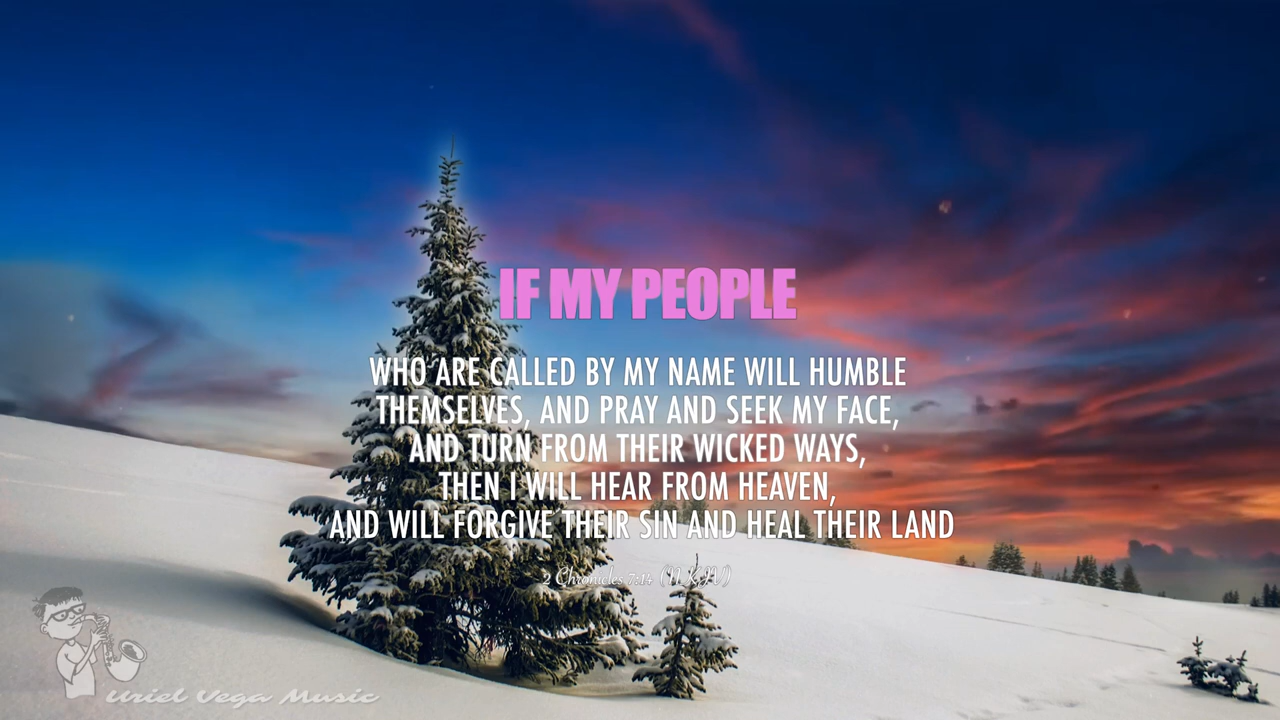 IF MY PEOPLE
WHO ARE CALLED BY MY NAME WILL HUMBLE
THEMSELVES, AND PRAY AND SEEK MY FACE,
AND TURN FROM THEIR WICKED WAYS,
THEN I WILL HEAR FROM HEAVEN,
AND WILL FORGIVE THEIR SIN AND HEAL THEIR LAND
2 Chronicles 7:14 (NKJV)
Uriel Vega Music